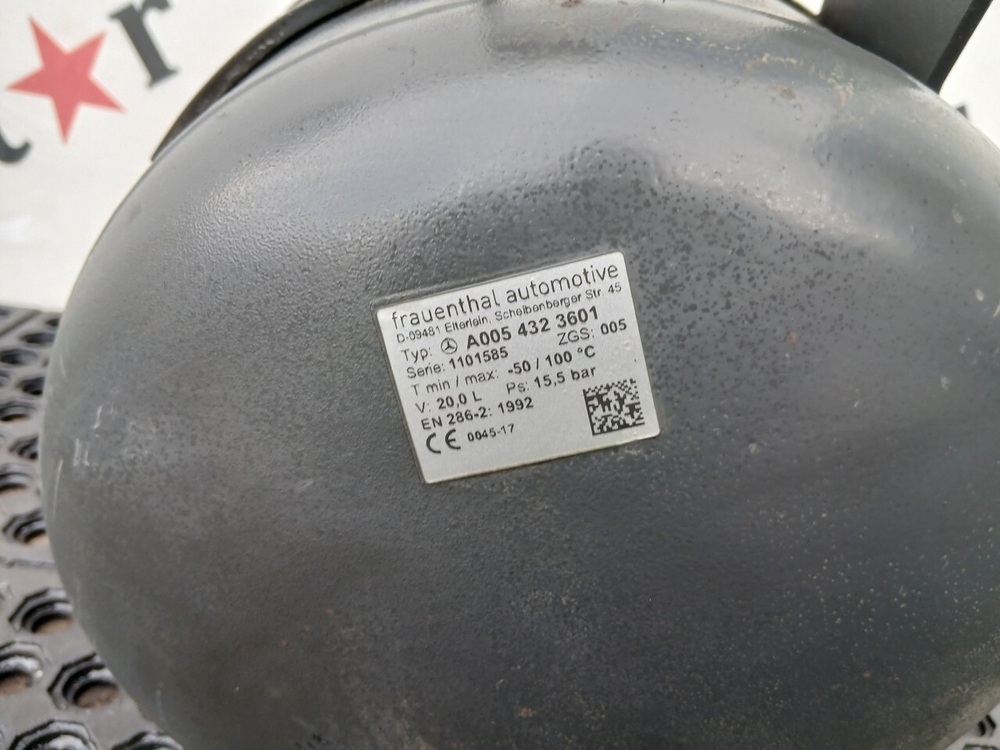 r
frauenthal automotive
D-09481 Elterlein, Scheibenberger Str. 45
Typ: A005 432 3601
Serie: 1101585 ZGS: 005
T min / max: -50 / 100 °C
V: 20,0 L Ps: 15,5 bar
EN 286-2: 1992
CE 0045-17